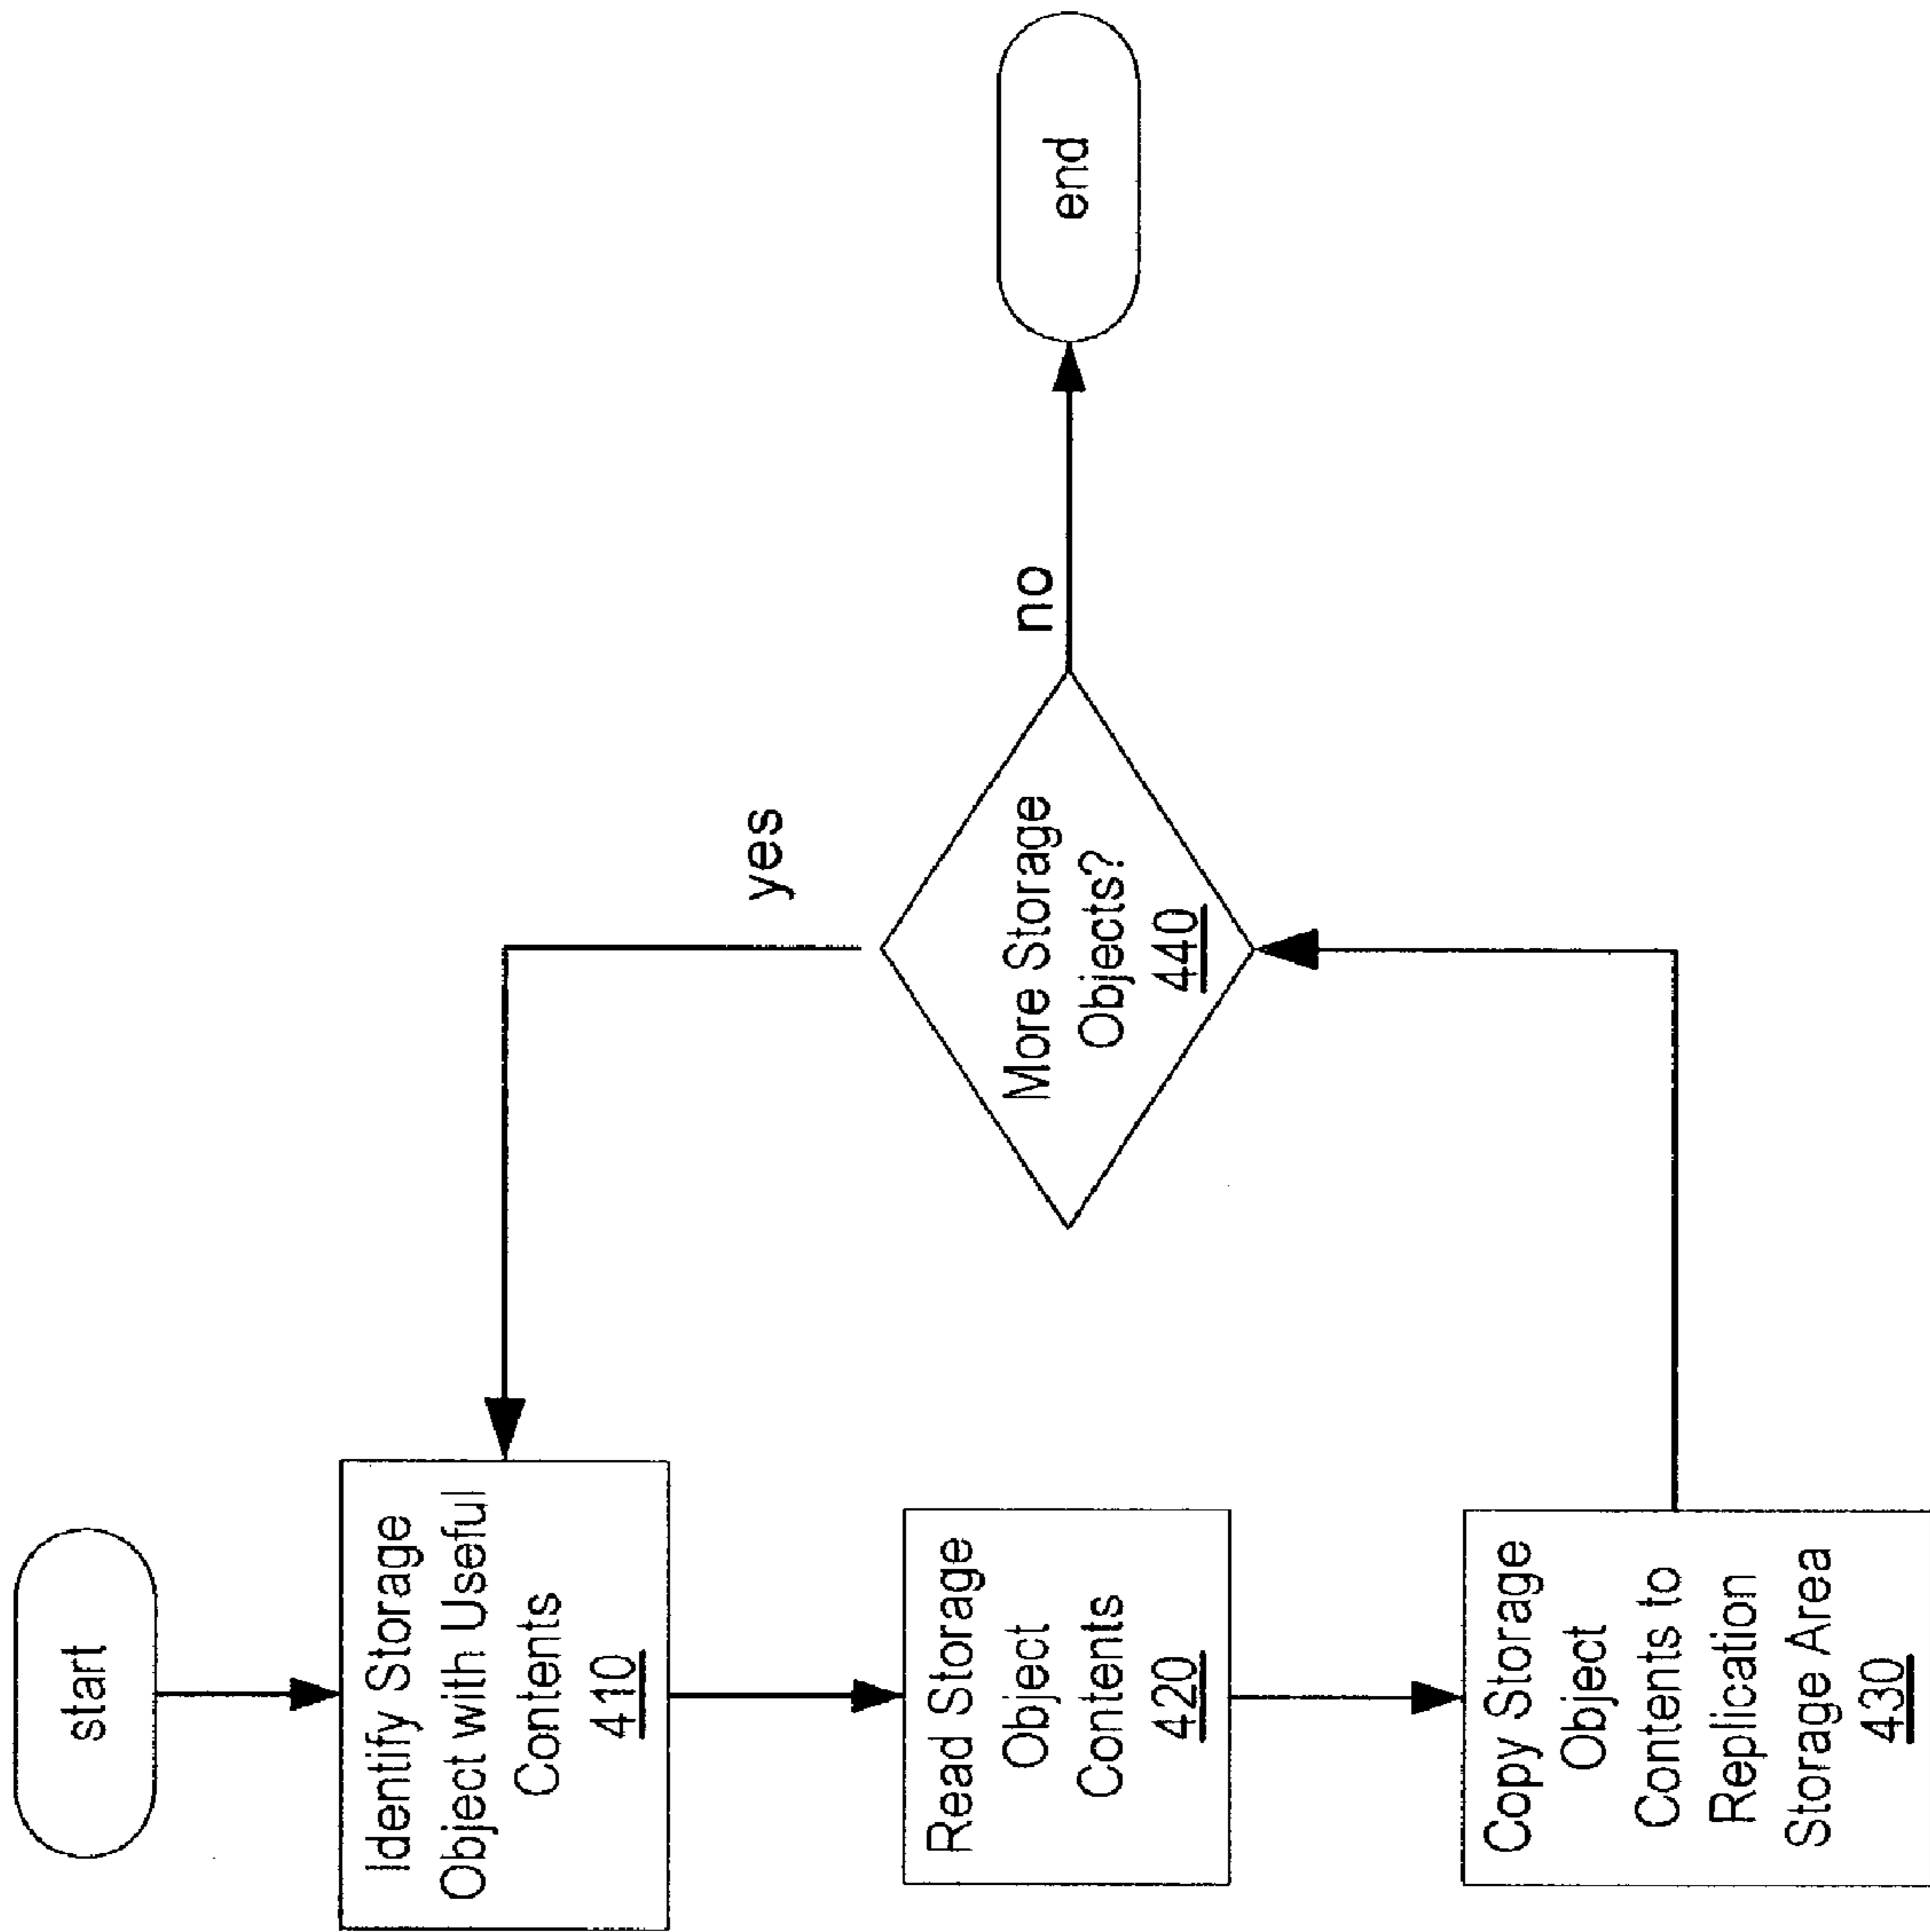 start
Identify Storage
Object with Useful
Contents
410
Read Storage
Object
Contents
420
Copy Storage
Object
Contents to
Replication
Storage Area
430
More Storage
Objects?
440
yes
no
end